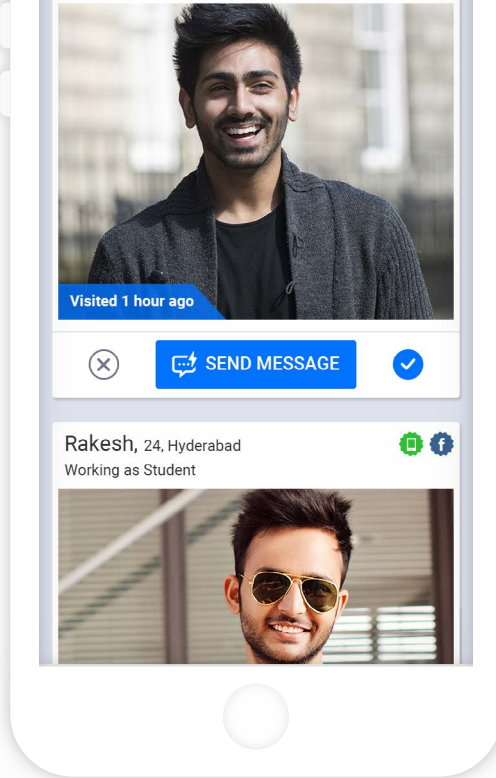 Visited 1 hour ago
SEND MESSAGE
Rakesh, 24, Hyderabad
f
Working as Student